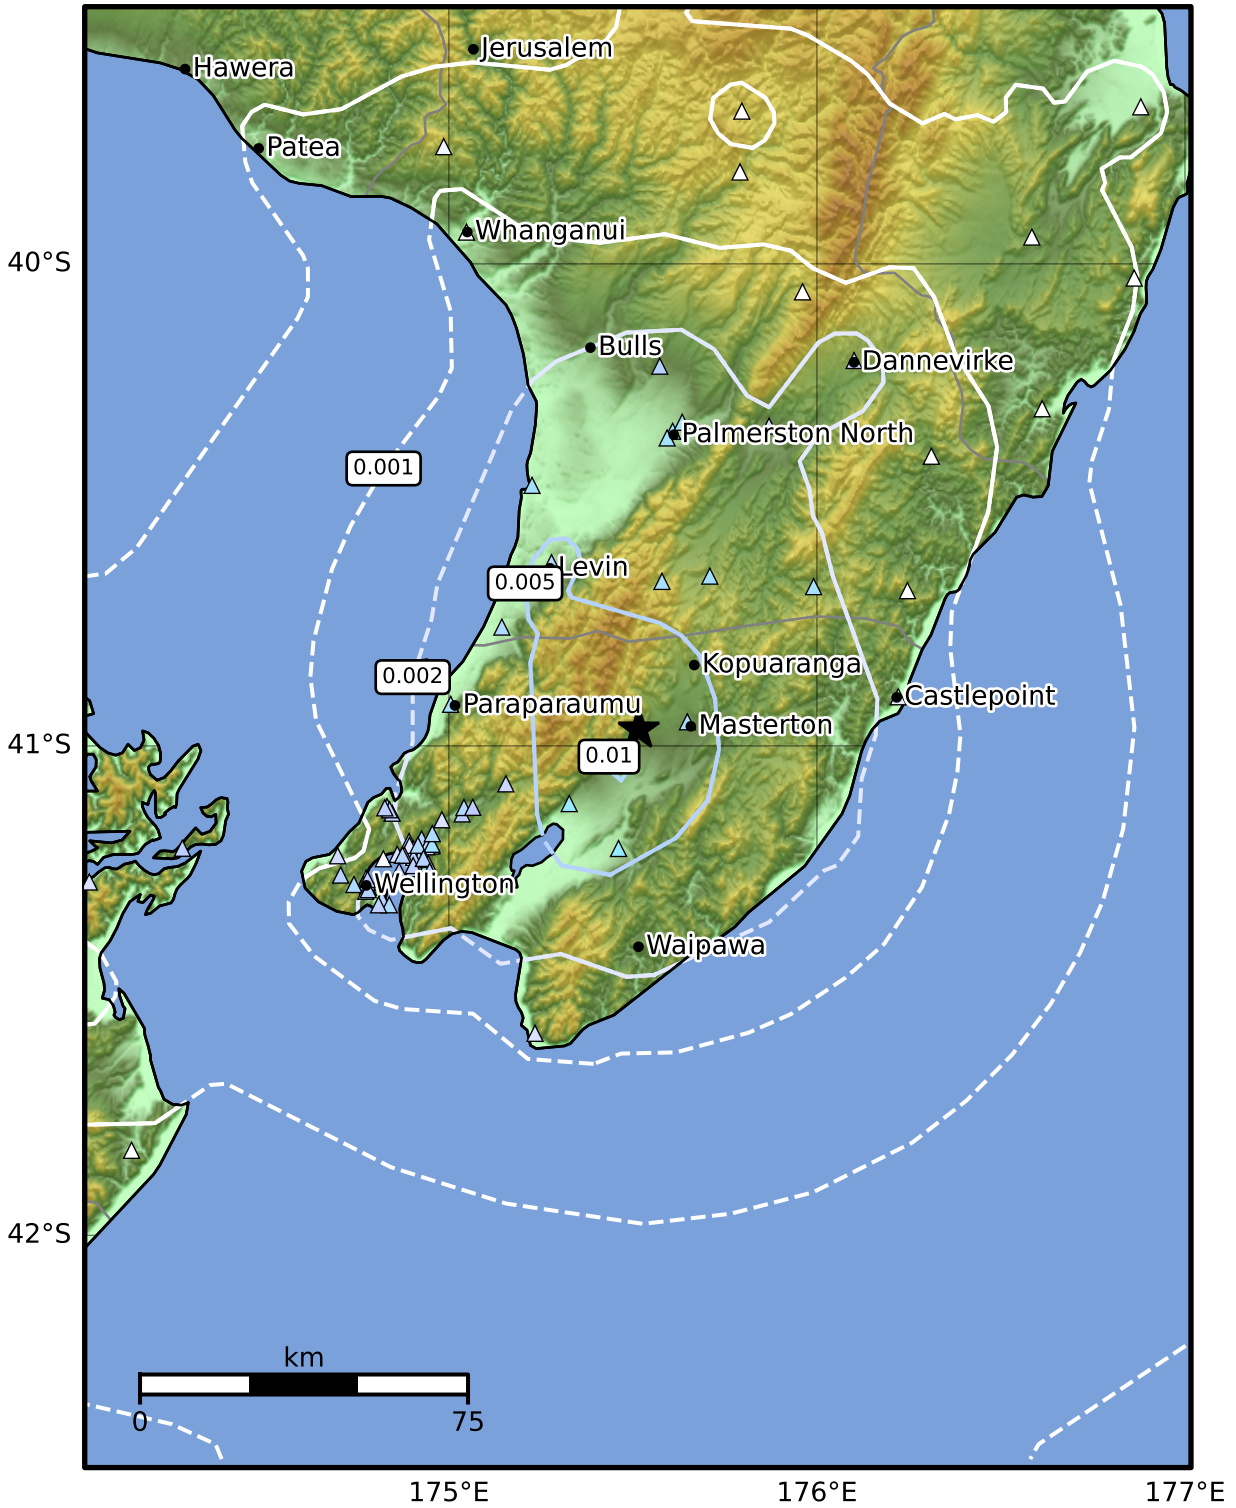 Jerusalem
Hawera
Patea
Whanganui
40°S
Bulls
Dannevirke
Palmerston North
0.001
Levin
0.005
Kopuaranga
0.002
Castlepoint
Paraparaumu
Masterton
41°S
0.01
Wellington
Waipawa
42°S
km
0 75
175°E 176°E 177°E